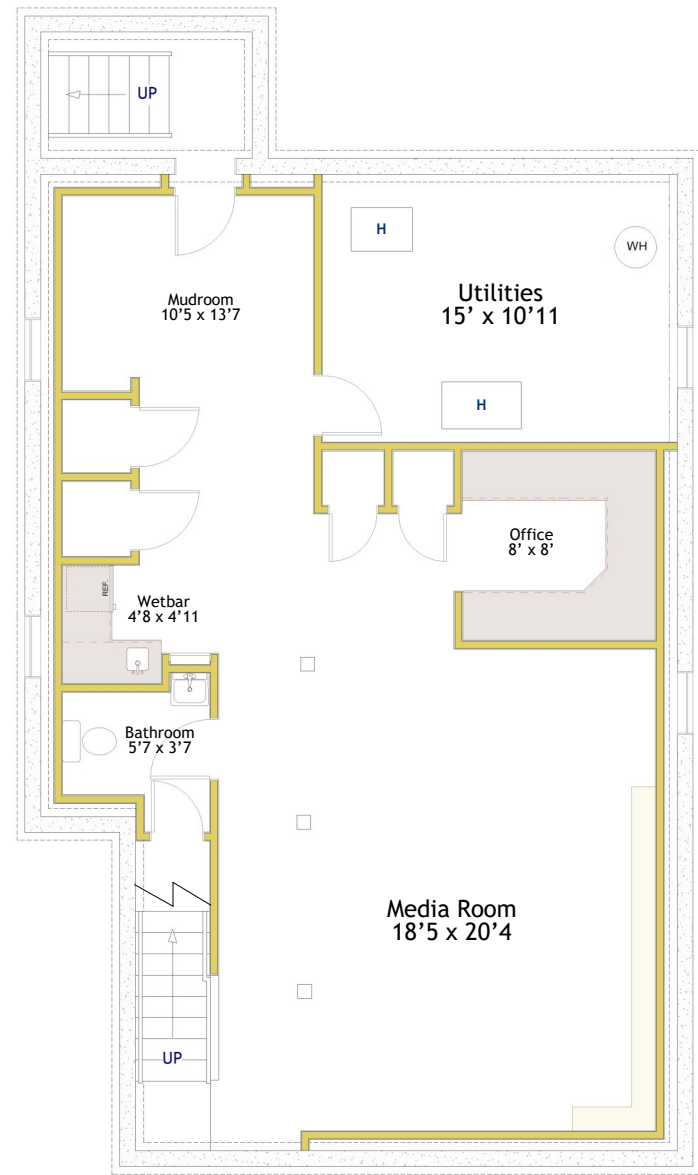 UP
H
WH
Utilities
15’ x 10’11
Mudroom
10’5 x 13’7
H
Office
8’ x 8’
REF.
Wetbar
4’8 x 4’11
Bathroom
5’7 x 3’7
Media Room
18’5 x 20’4
UP